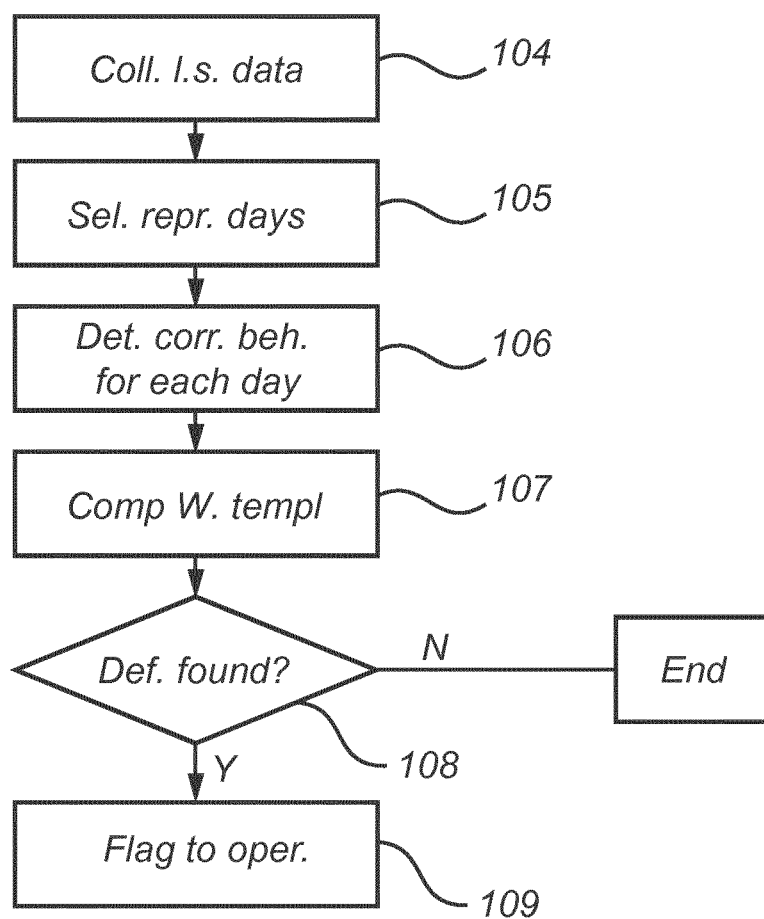 Coll. l.s. data
104
Sel. repr. days
105
Det. corr. beh.
for each day
106
Comp W. templ
107
Def. found?
N
End
108
Y
Flag to oper.
109